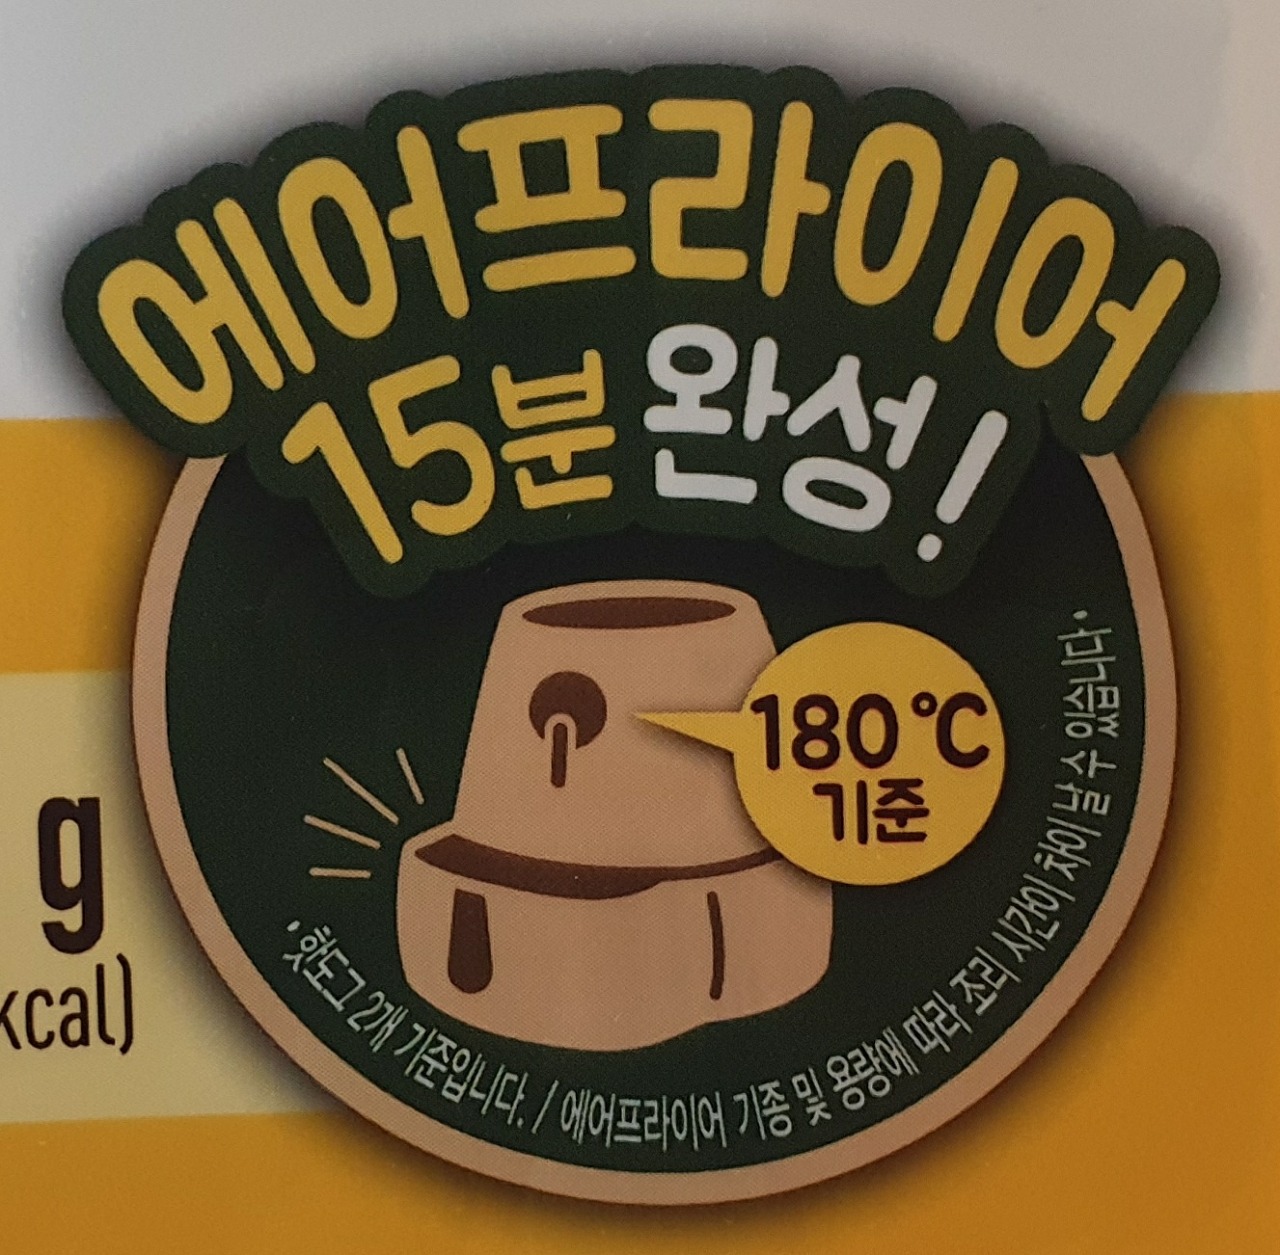 에어프라이어
15분 완성!
180℃
기준
g
kcal)
·핫도그 2개 기준입니다. / 에어프라이어 기종 및 용량에 따라 조리 시간이 차이 날 수 있습니다·